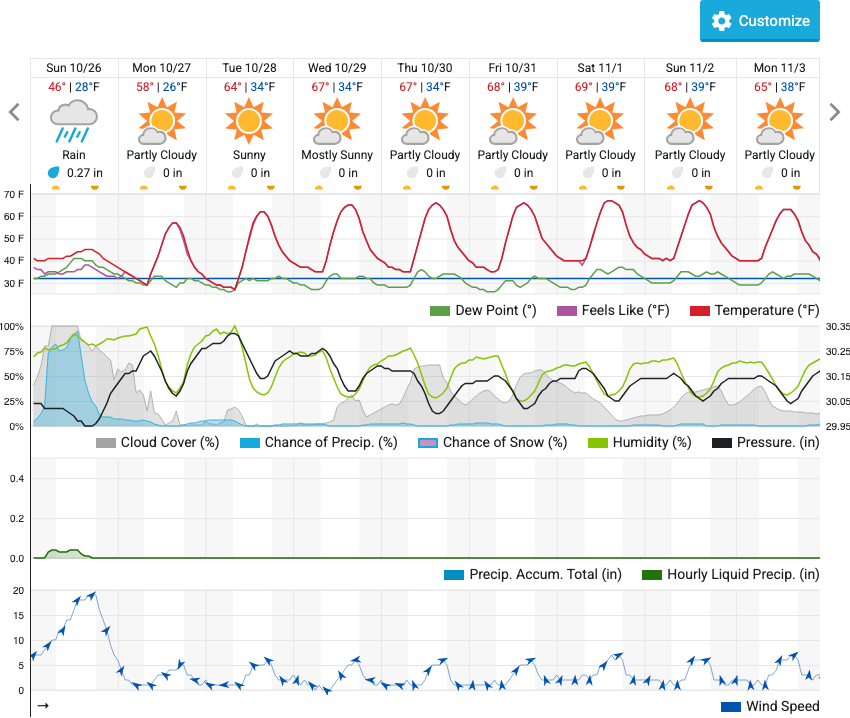 Customize
Sun 10/26 Mon 10/27 Tue 10/28 Wed 10/29 Thu 10/30 Fri 10/31 Sat 11/1 Sun 11/2 Mon 11/3
46° | 28°F 58° | 26°F 64° | 34°F 67° | 34°F 67° | 34°F 68° | 39°F 69° | 39°F 68° | 39°F 65° | 38°F
Rain Partly Cloudy Sunny Mostly Sunny Partly Cloudy Partly Cloudy Partly Cloudy Partly Cloudy Partly Cloudy
0.27 in 0 in 0 in 0 in 0 in 0 in 0 in 0 in 0 in
70 F
60 F
50 F
40 F
30 F
Dew Point (°) Feels Like (°F) Temperature (°F)
100% 30.35
75% 30.25
50% 30.15
25% 30.05
0% 29.95
Cloud Cover (%) Chance of Precip. (%) Chance of Snow (%) Humidity (%) Pressure. (in)
0.4
0.2
0.0
Precip. Accum. Total (in) Hourly Liquid Precip. (in)
20
15
10
5
0
Wind Speed